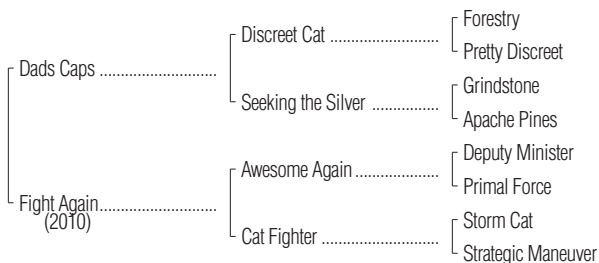 Forestry
Discreet Cat ................................
Pretty Discreet
Dads Caps ..................................
Grindstone
Seeking the Silver ...................
Apache Pines
Deputy Minister
Awesome Again ........................
Primal Force
Fight Again ..................................
(2010)
Storm Cat
Cat Fighter ..................................
Strategic Maneuver